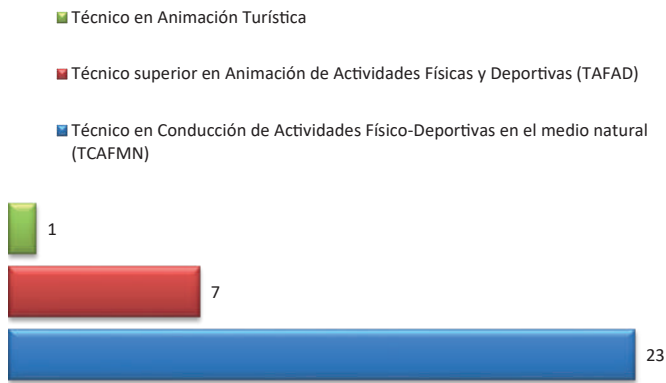 Técnico en Animación Turística
Técnico superior en Animación de Actividades Físicas y Deportivas (TAFAD)
Técnico en Conducción de Actividades Físico-Deportivas en el medio natural
(TCAFMN)
1
7
23